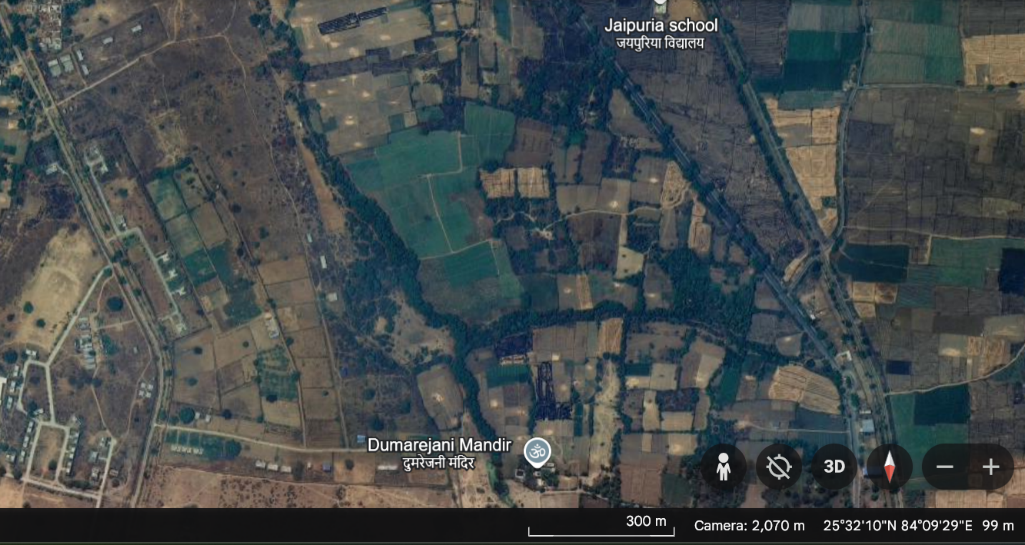 Jaipuria school
जयपुरिया विद्यालय
Dumarejani Mandir
दुमरेजनी मंदिर
ॐ
3D
300 m
Camera: 2,070 m 25°32'10"N 84°09'29"E 99 m